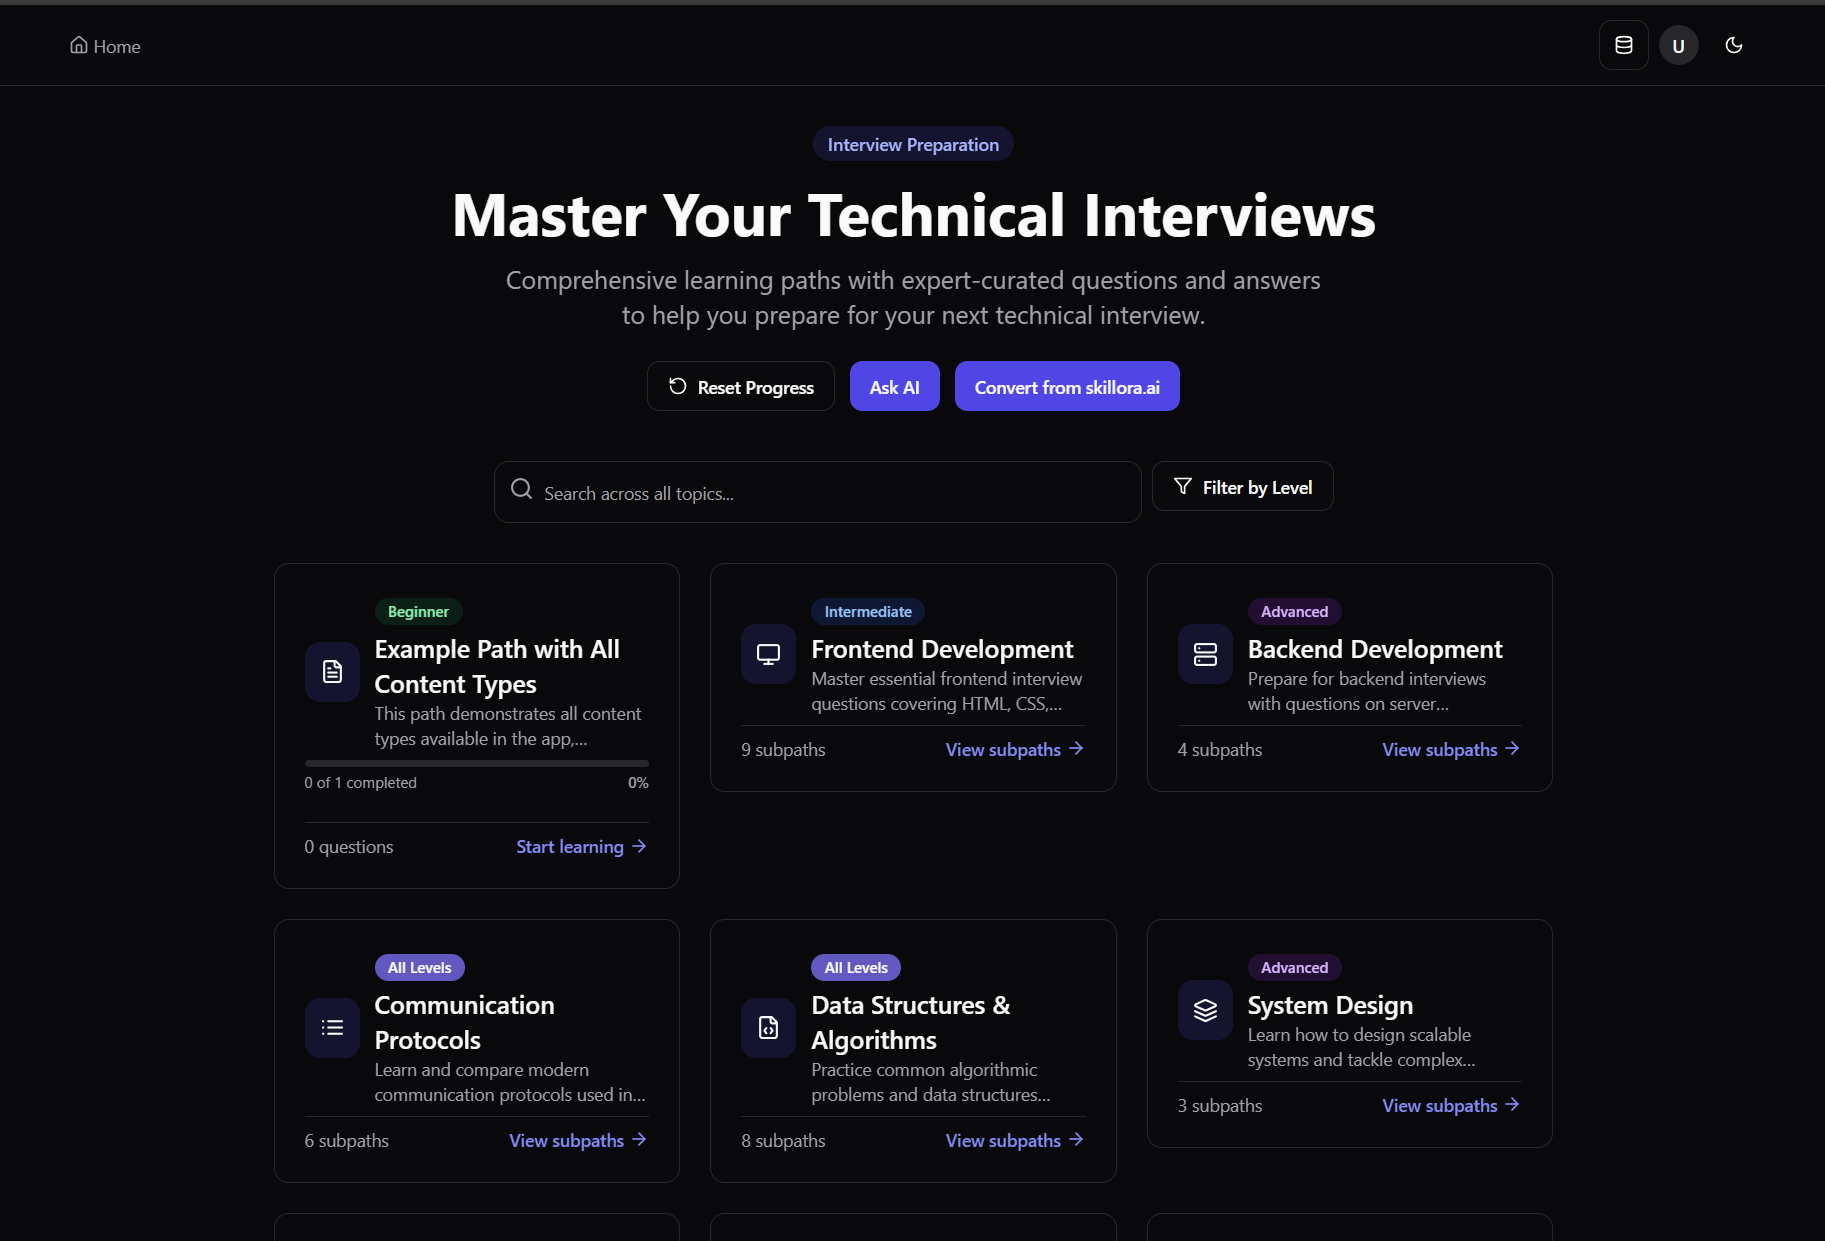 Home
U
Interview Preparation
Master Your Technical Interviews
Comprehensive learning paths with expert-curated questions and answers
to help you prepare for your next technical interview.
Reset Progress
Ask AI
Convert from skillora.ai
Search across all topics...
Filter by Level
Beginner
Example Path with All
Content Types
This path demonstrates all content
types available in the app,...
0 of 1 completed
0%
0 questions
Start learning
Intermediate
Frontend Development
Master essential frontend interview
questions covering HTML, CSS,...
9 subpaths
View subpaths
Advanced
Backend Development
Prepare for backend interviews
with questions on server...
4 subpaths
View subpaths
All Levels
Communication
Protocols
Learn and compare modern
communication protocols used in...
6 subpaths
View subpaths
All Levels
Data Structures &
Algorithms
Practice common algorithmic
problems and data structures...
8 subpaths
View subpaths
Advanced
System Design
Learn how to design scalable
systems and tackle complex...
3 subpaths
View subpaths